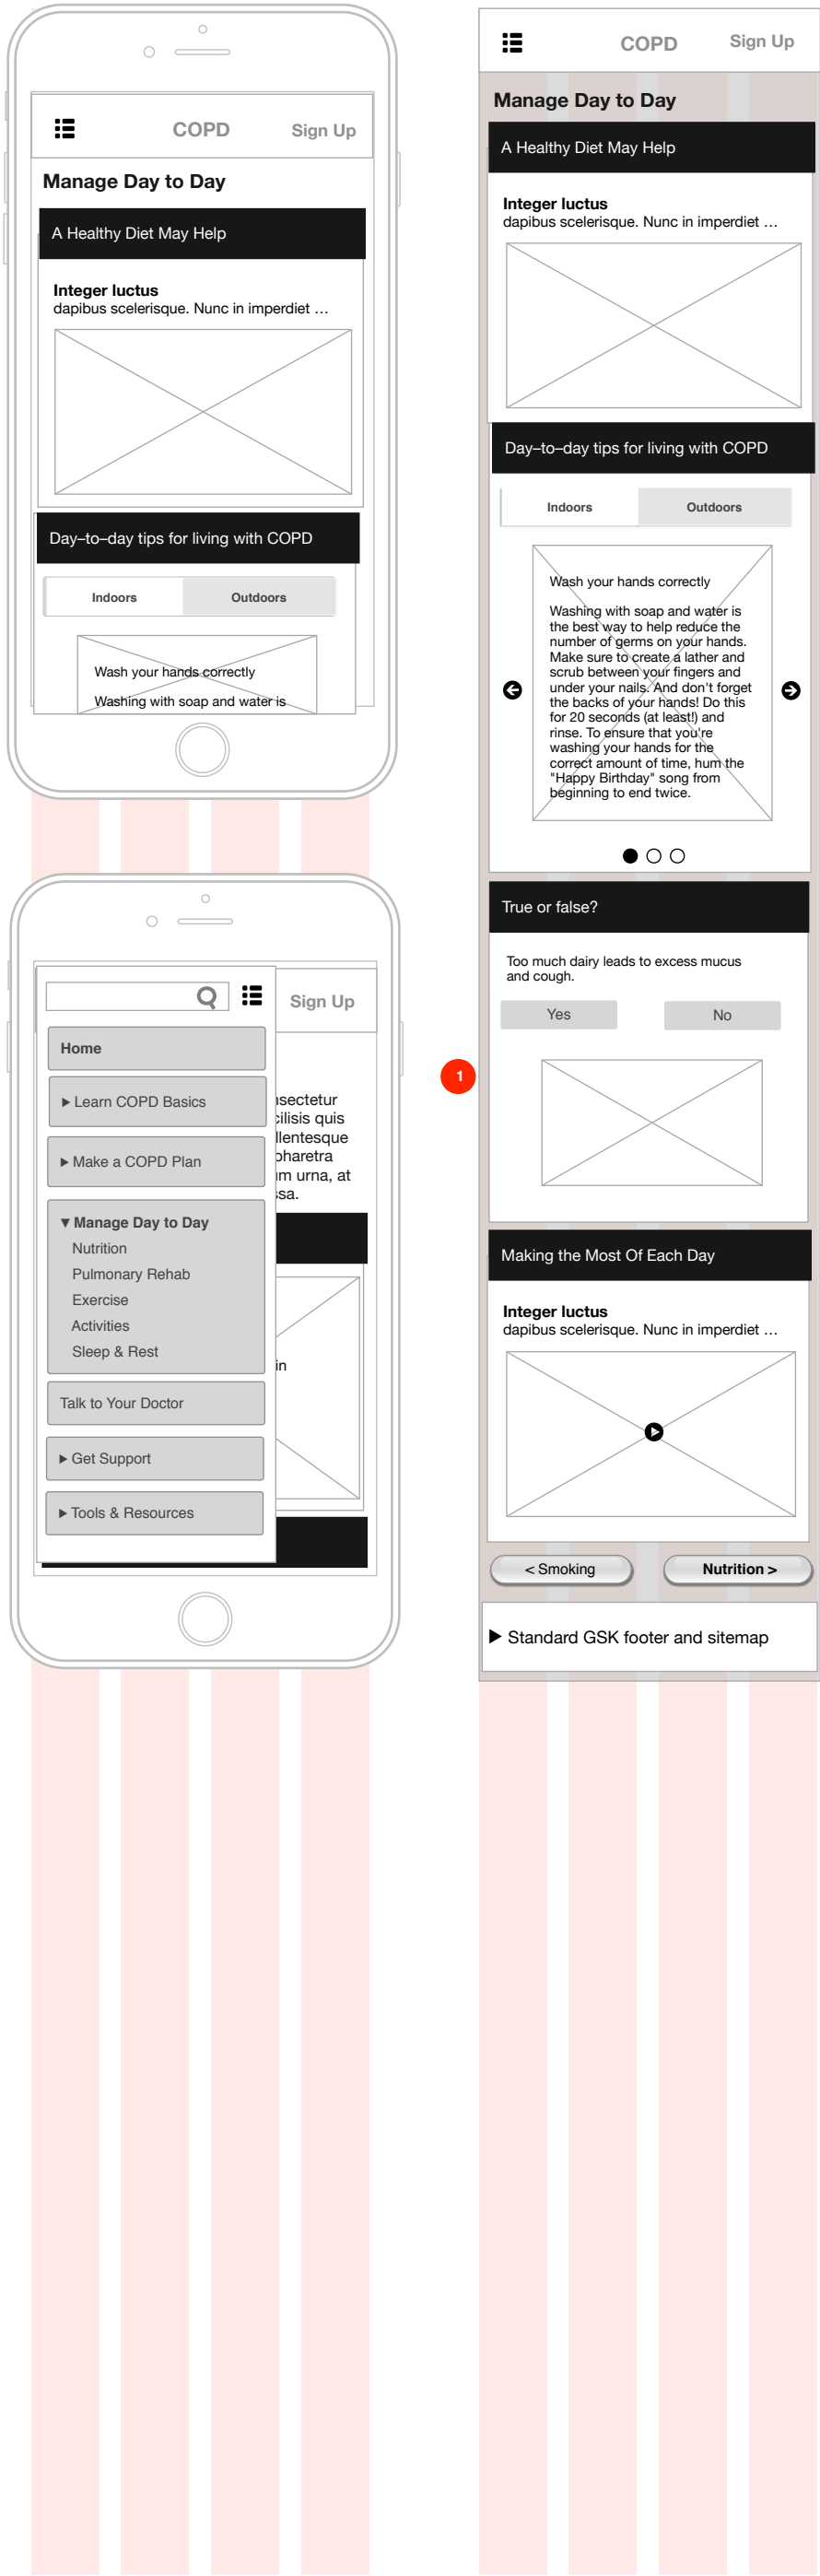 COPD
Sign Up
Manage Day to Day
A Healthy Diet May Help
Integer luctus
dapibus scelerisque. Nunc in imperdiet …
Day–to–day tips for living with COPD
Indoors
Outdoors
Wash your hands correctly
Washing with soap and water is
Sign Up
Home
▶ Learn COPD Basics
▶ Make a COPD Plan
▼ Manage Day to Day
Nutrition
Pulmonary Rehab
Exercise
Activities
Sleep & Rest
Talk to Your Doctor
▶ Get Support
▶ Tools & Resources
nsectetur
cilisis quis
llentesque
pharetra
um urna, at
ssa.
in
COPD
Sign Up
Manage Day to Day
A Healthy Diet May Help
Integer luctus
dapibus scelerisque. Nunc in imperdiet …
Day–to–day tips for living with COPD
Indoors
Outdoors
Wash your hands correctly
Washing with soap and water is
the best way to help reduce the
number of germs on your hands.
Make sure to create a lather and
scrub between your fingers and
under your nails. And don't forget
the backs of your hands! Do this
for 20 seconds (at least!) and
rinse. To ensure that you're
washing your hands for the
correct amount of time, hum the
"Happy Birthday" song from
beginning to end twice.
True or false?
Too much dairy leads to excess mucus
and cough.
Yes
No
1
Making the Most Of Each Day
Integer luctus
dapibus scelerisque. Nunc in imperdiet …
< Smoking
Nutrition >
▶ Standard GSK footer and sitemap